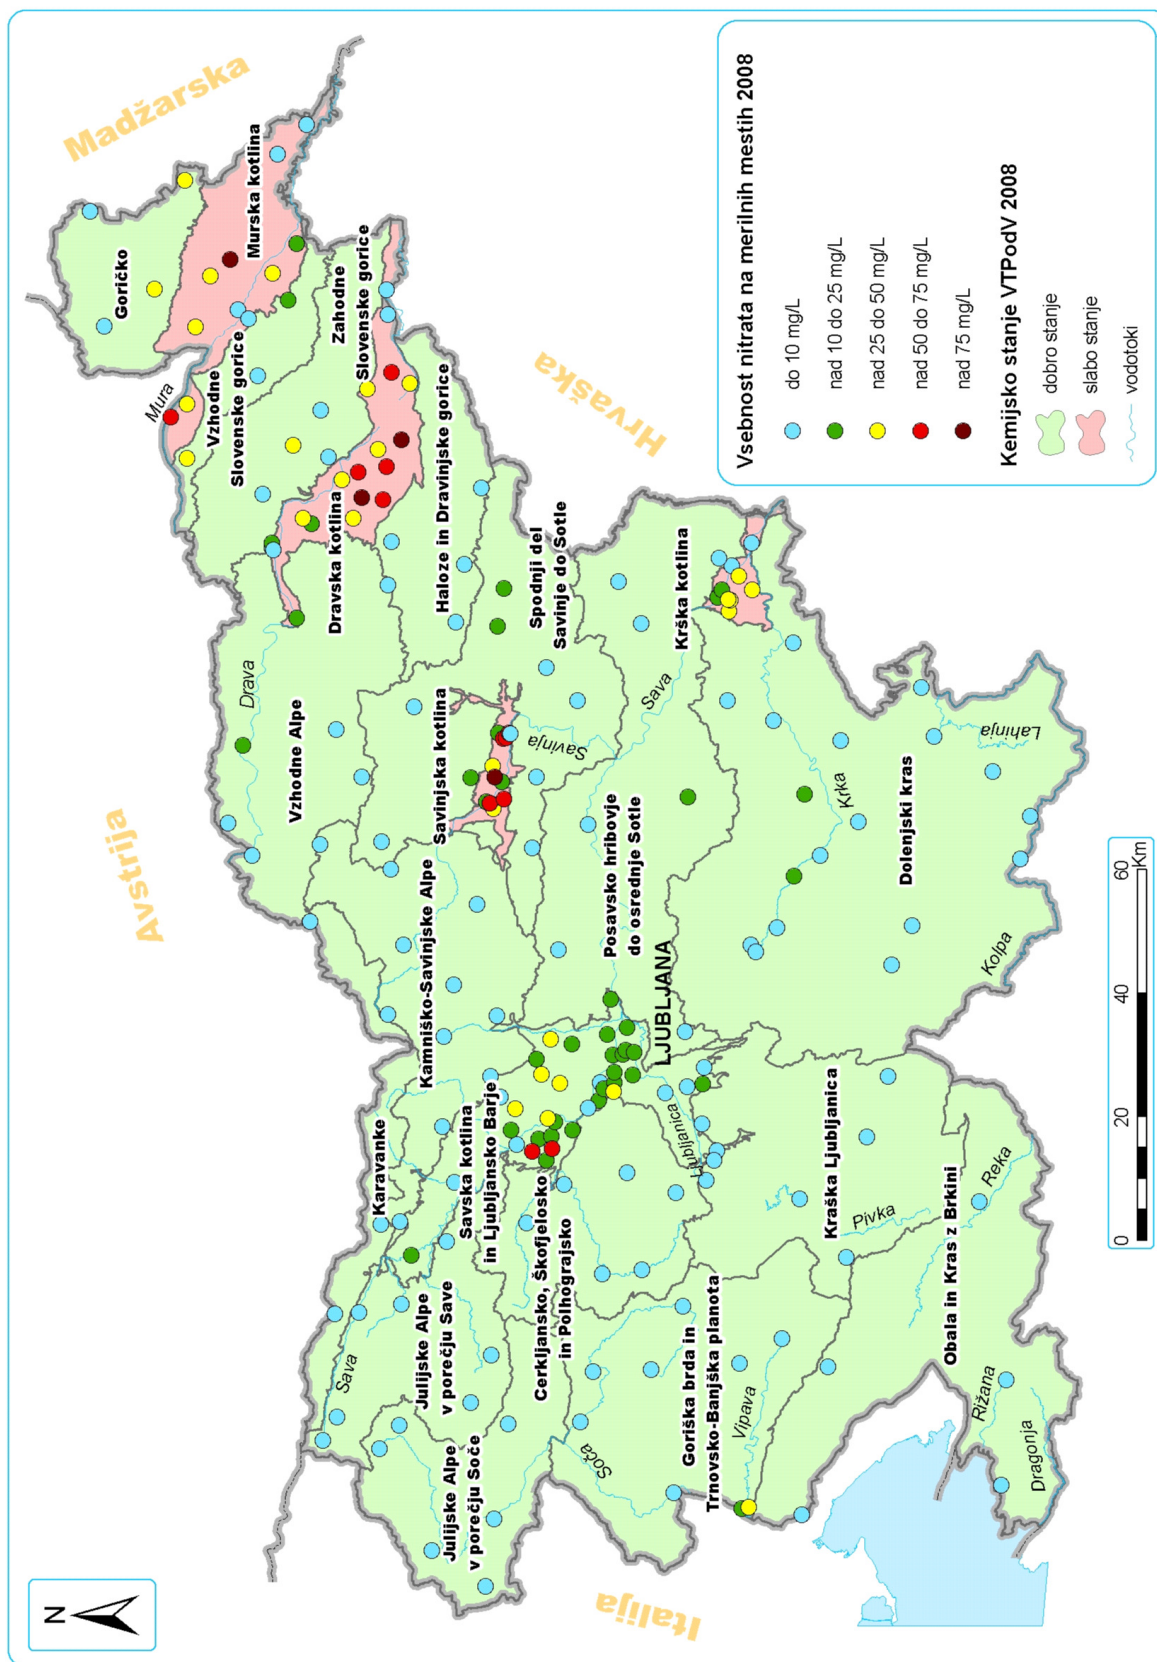 N
Avstrija
Madžarska
Hrvaška
Italija
Goričko
Murska kotlina
Mura
Vzhodne
Slovenske gorice
Zahodne
Slovenske gorice
Drava
Dravska kotlina
Haloze in Dravinjske gorice
Vzhodne Alpe
Spodnji del
Savinje do Sotle
Savinjska kotlina
Savinja
Kamniško-Savinjske Alpe
Karavanke
Savska kotlina
in Ljubljansko Barje
Sava
Julijske Alpe
v porečju Save
Julijske Alpe
v porečju Soče
Cerkljansko, Škofjeloško
in Polhograjsko
Posavsko hribovje
do osrednje Sotle
Sava
Krška kotlina
LJUBLJANA
Ljubljanica
Soča
Goriška brda in
Trnovsko-Banjška planota
Vipava
Kraška Ljubljanica
Pivka
Krka
Dolenjski kras
Lahinja
Kolpa
Obala in Kras z Brkini
Reka
Rižana
Dragonja
0 20 40 60
Km
Vsebnost nitrata na merilnih mestih 2008
do 10 mg/L
nad 10 do 25 mg/L
nad 25 do 50 mg/L
nad 50 do 75 mg/L
nad 75 mg/L
Kemijsko stanje VTPodV 2008
dobro stanje
slabo stanje
vodotoki